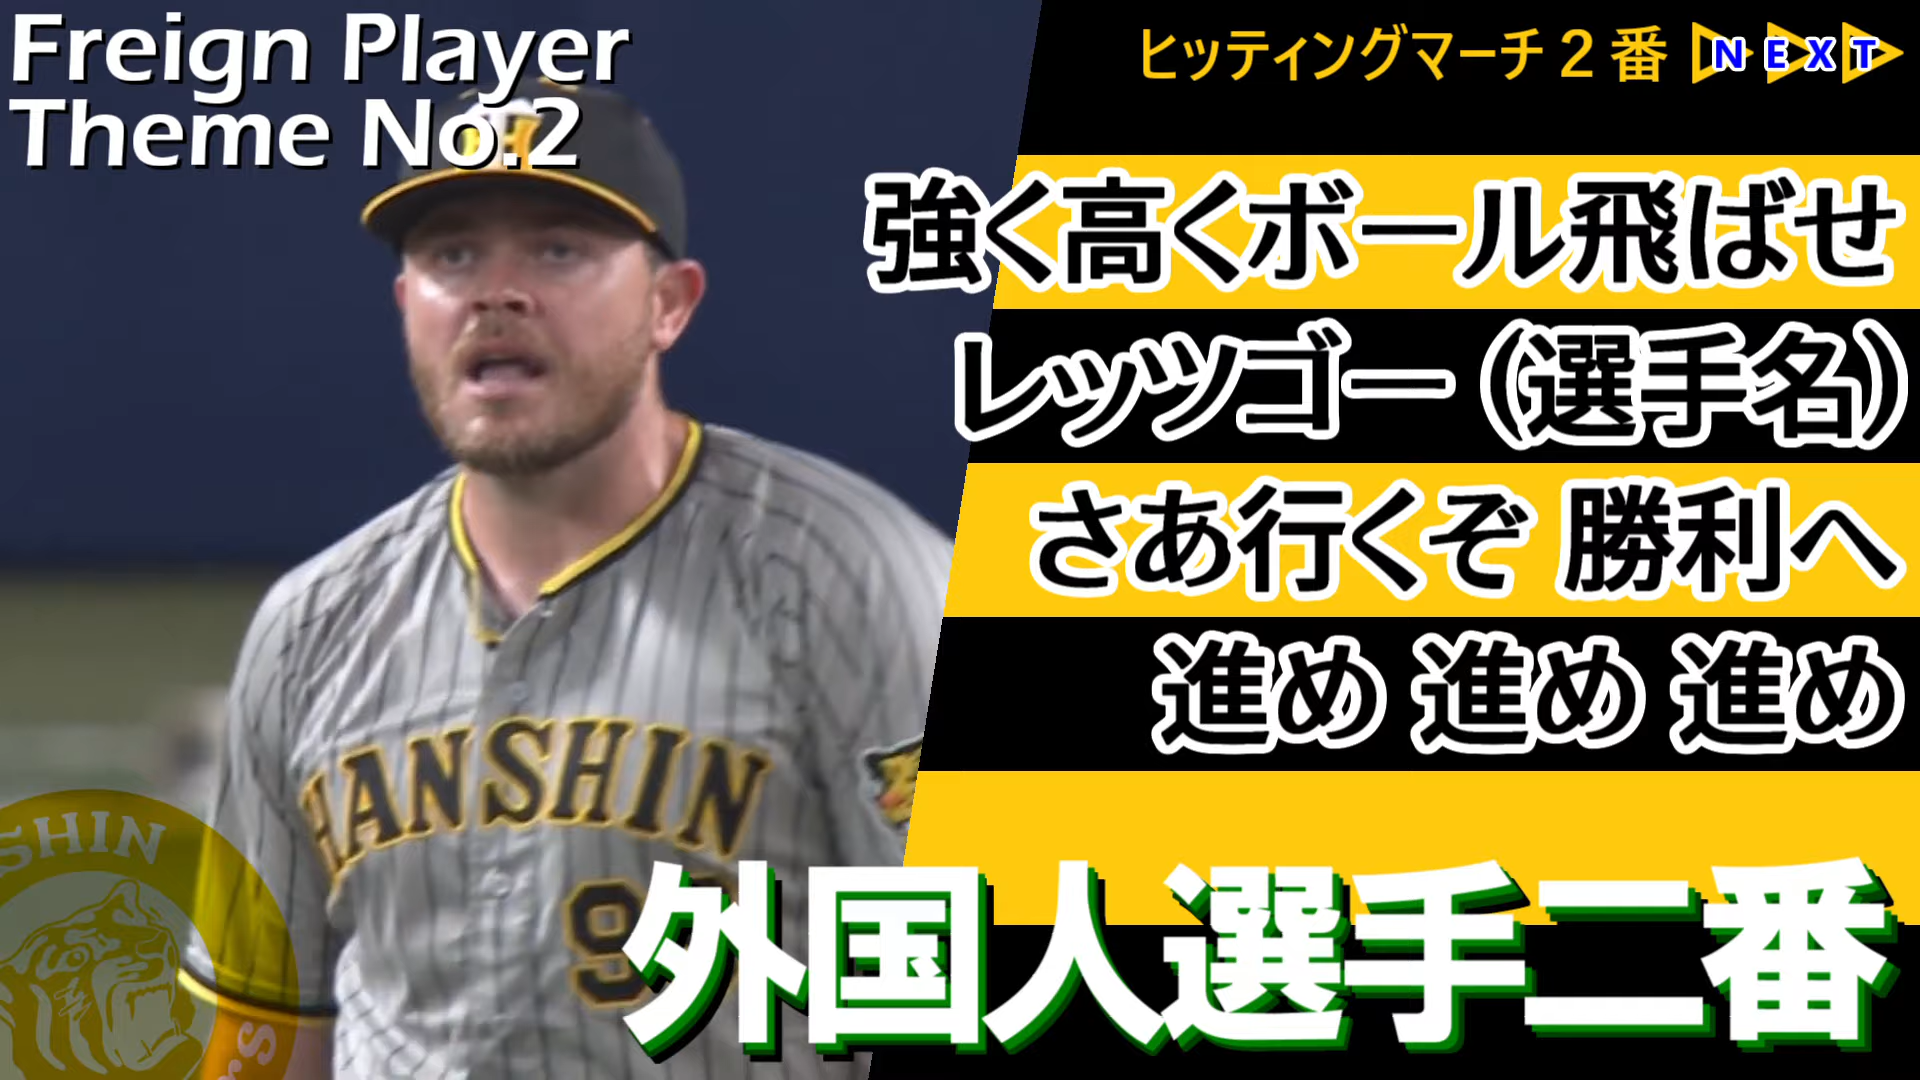 Freign Player
Theme No.2
ヒッティングマーチ2番 NEXT
強く高くボール飛ばせ
レッツゴー(選手名)
さあ行くぞ 勝利へ
進め 進め 進め
HANSHIN
9
外国人選手二番